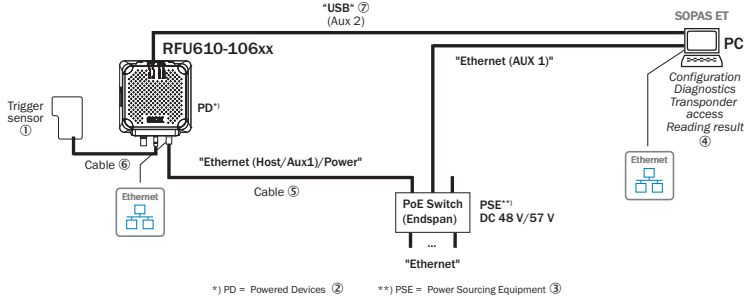 "USB" ⑦
(Aux 2)
SOPAS ET
RFU610-106xx
PC
"Ethernet (AUX 1)"
Configuration
Diagnostics
Transponder
access
Reading result
④
Trigger
sensor
①
PD*)
SICK
Cable ⑥
"Ethernet (Host/Aux1)/Power"
Cable ⑤
Ethernet
Ethernet
PoE Switch
(Endspan)
PSE**)
DC 48 V/57 V
...
"Ethernet"
*) PD = Powered Devices ② **) PSE = Power Sourcing Equipment ③